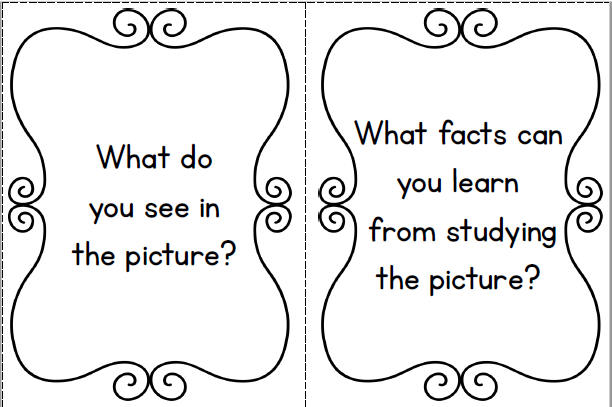 What do
you see in
the picture?
What facts can
you learn
from studying
the picture?